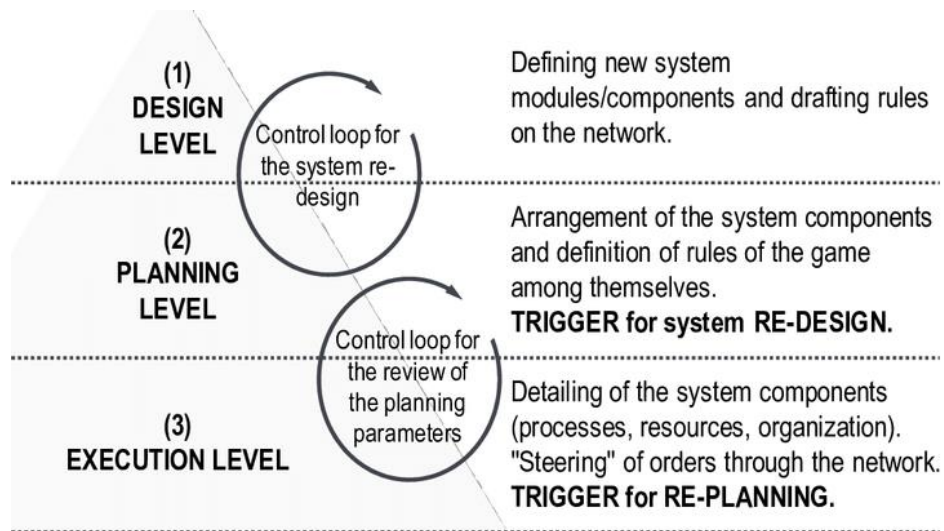 (1)
DESIGN
LEVEL
Control loop for
the system re-
design
Defining new system
modules/components and drafting rules
on the network.
(2)
PLANNING
LEVEL
Arrangement of the system components
and definition of rules of the game
among themselves.
TRIGGER for system RE-DESIGN.
Control loop for
the review of
the planning
parameters
(3)
EXECUTION LEVEL
Detailing of the system components
(processes, resources, organization).
"Steering" of orders through the network.
TRIGGER for RE-PLANNING.